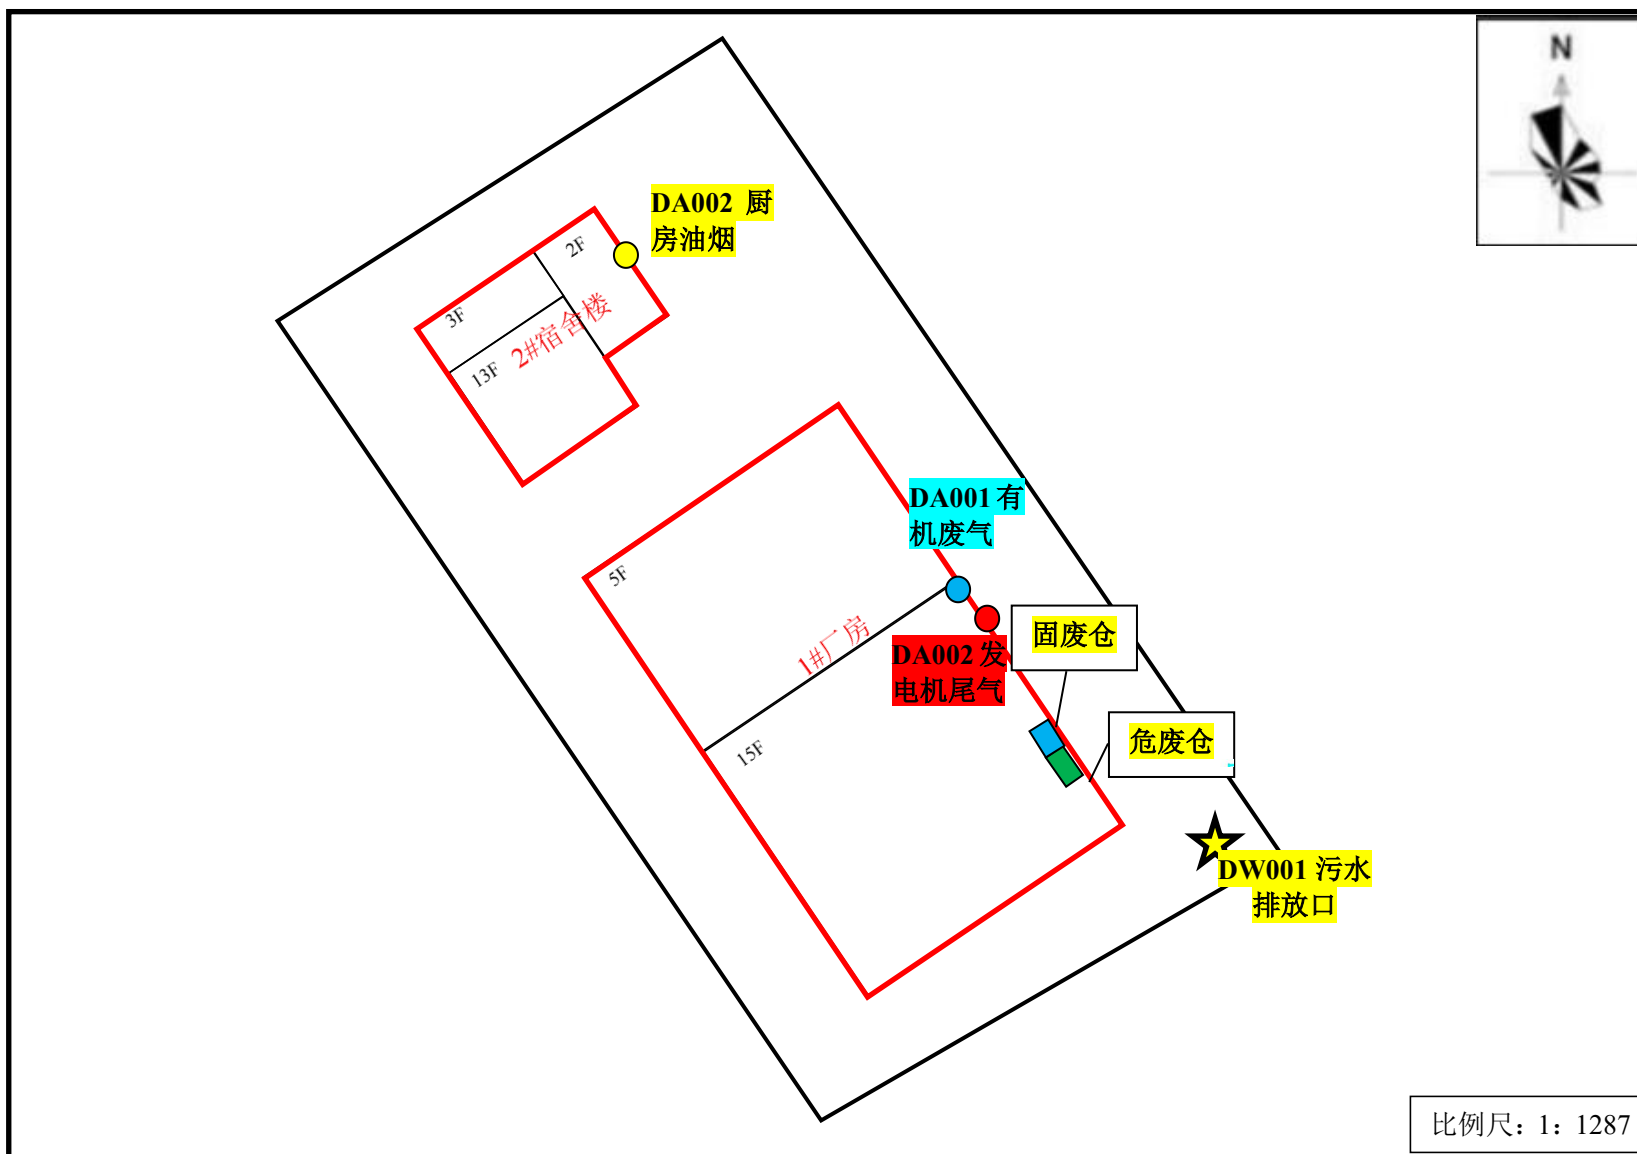 N
DA002 厨
房油烟
2F
3F
2#宿舍楼
13F
DA001 有
机废气
5F
固废仓
1#厂房
DA002 发
电机尾气
危废仓
15F
DW001 污水
排放口
比例尺：1：1287